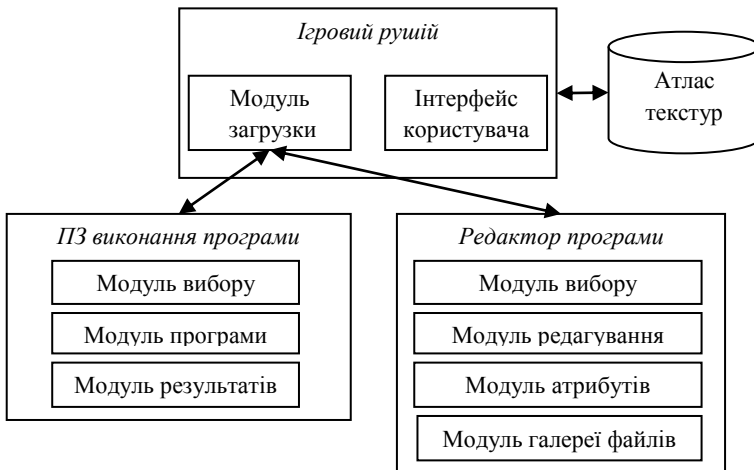 Ігровий рушій
Модуль
загрузки
Інтерфейс
користувача
Атлас
текстур
ПЗ виконання програми
Модуль вибору
Модуль програми
Модуль результатів
Редактор програми
Модуль вибору
Модуль редагування
Модуль атрибутів
Модуль галереї файлів